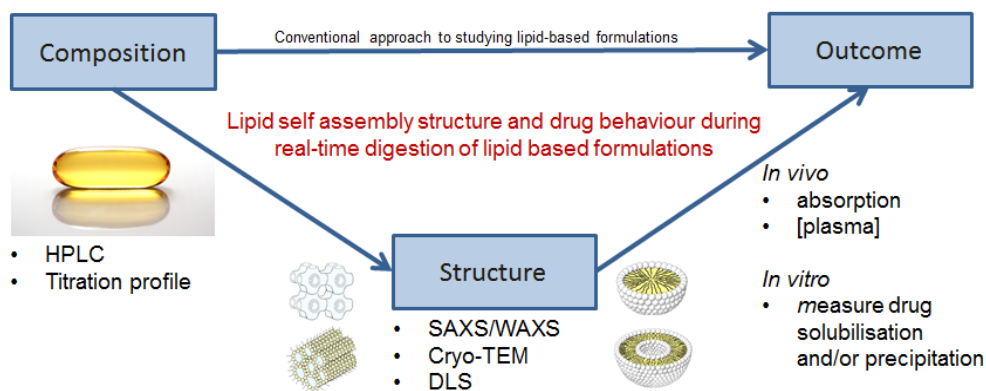 Composition
Conventional approach to studying lipid-based formulations
Outcome
Lipid self assembly structure and drug behaviour during
real-time digestion of lipid based formulations
• HPLC
• Titration profile
Structure
• SAXS/WAXS
• Cryo-TEM
• DLS
In vivo
• absorption
• [plasma]
In vitro
• measure drug
solubilisation
and/or precipitation